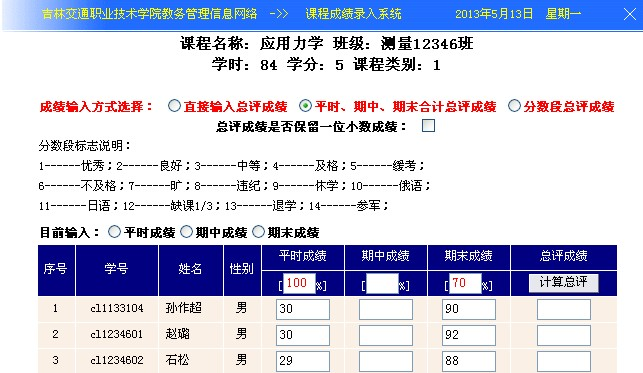 吉林交通职业技术学院教务管理信息网络 ->> 课程成绩录入系统 2013年5月13日 星期一
课程名称：应用力学 班级：测量12346班
学时：84 学分：5 课程类别：1
成绩输入方式选择： 直接输入总评成绩 平时、期中、期末合计总评成绩 分数段总评成绩
总评成绩是否保留一位小数成绩：
分数段标志说明：
1------优秀；2------良好；3------中等；4------及格；5------缓考；
6------不及格；7------旷；8------违纪；9------休学；10------俄语；
11------日语；12------缺课1/3；13------退学；14------参军；
目前输入： 平时成绩 期中成绩 期末成绩
序号 学号 姓名 性别 平时成绩 期中成绩 期末成绩 总评成绩
[100%] [ %] [70%] 计算总评
1 cl1133104 孙作超 男 30 90
2 cl1234601 赵璐 男 30 92
3 cl1234602 石松 男 29 88